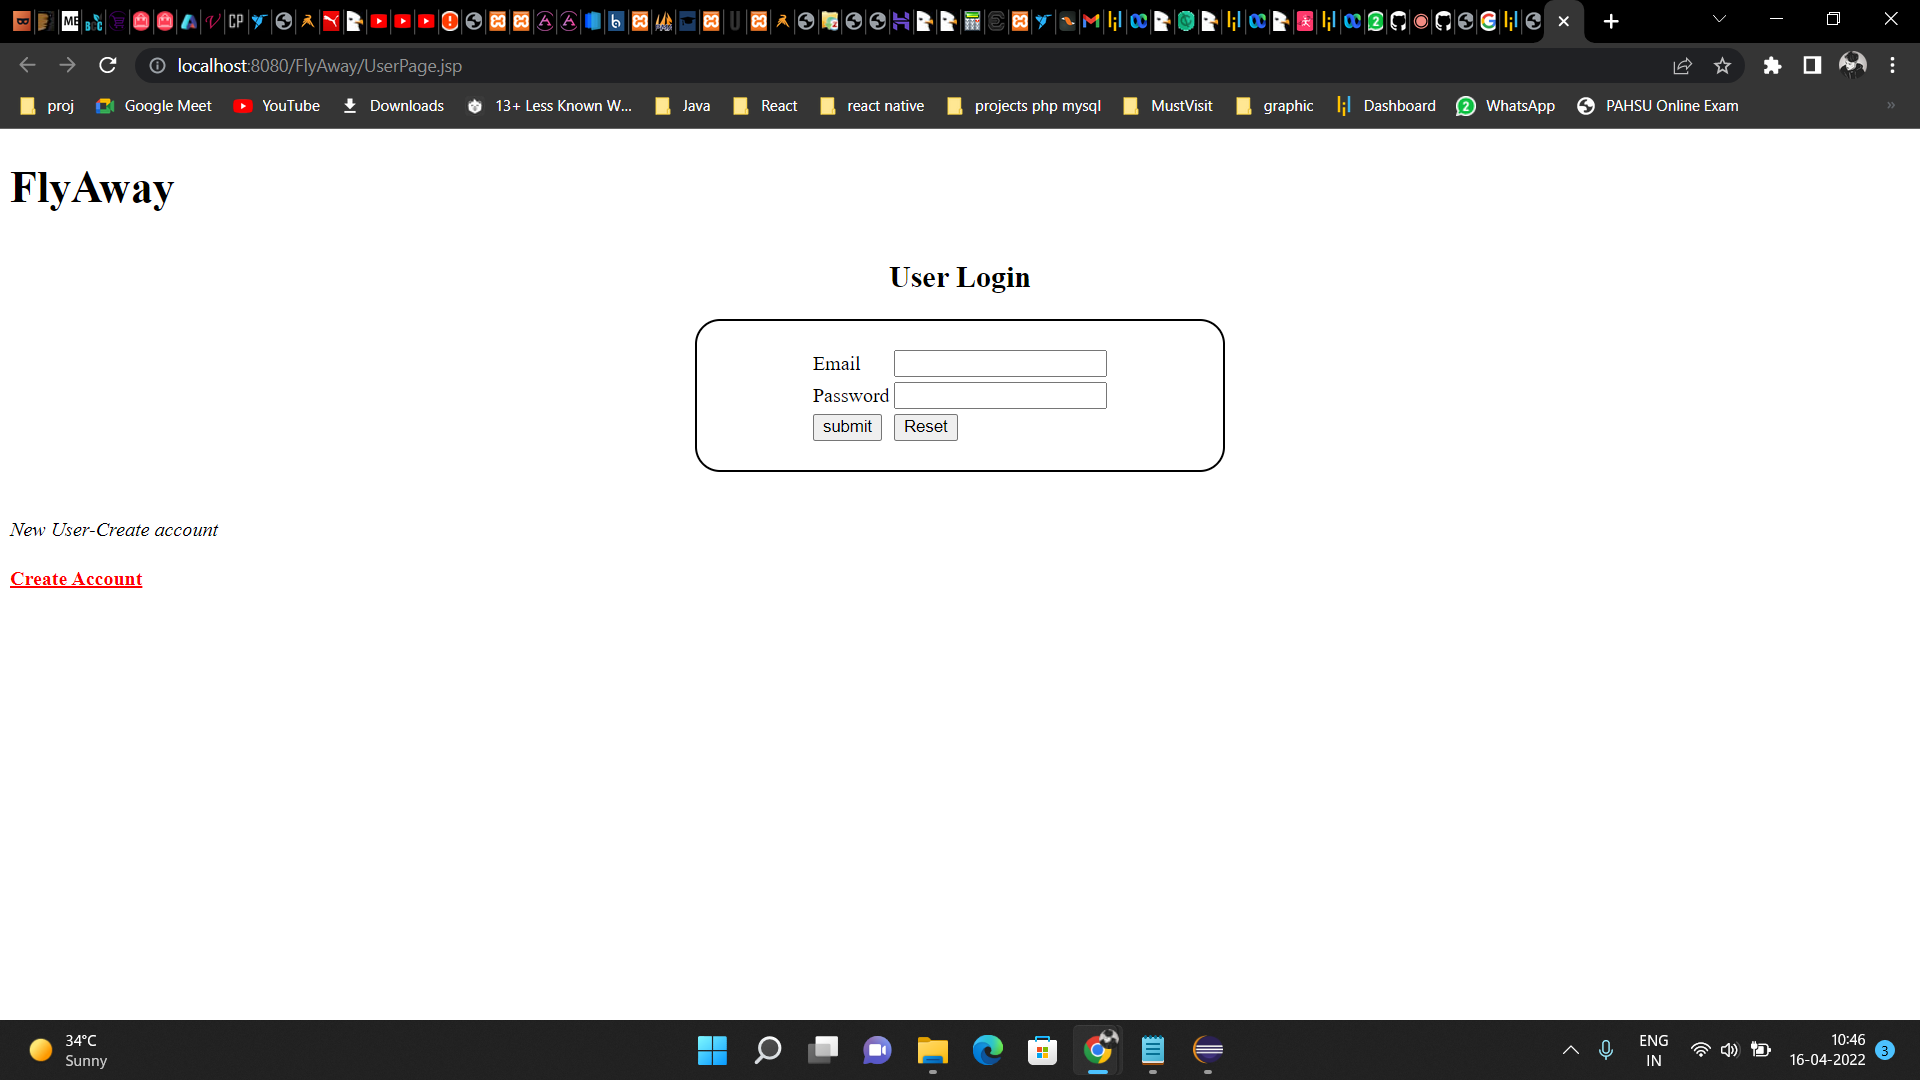 localhost:8080/FlyAway/UserPage.jsp
proj
Google Meet
YouTube
Downloads
13+ Less Known W...
Java
React
react native
projects php mysql
MustVisit
graphic
Dashboard
WhatsApp
PAHSU Online Exam
FlyAway
User Login
Email
Password
submit
Reset
New User-Create account
Create Account
34°C
Sunny
ENG
IN
10:46
16-04-2022
3